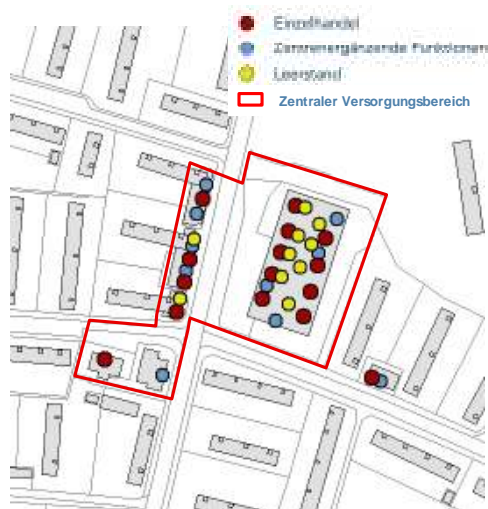 Einzelhandel
Zentrenergänzende Funktionen
Leerstand
Zentraler Versorgungsbereich